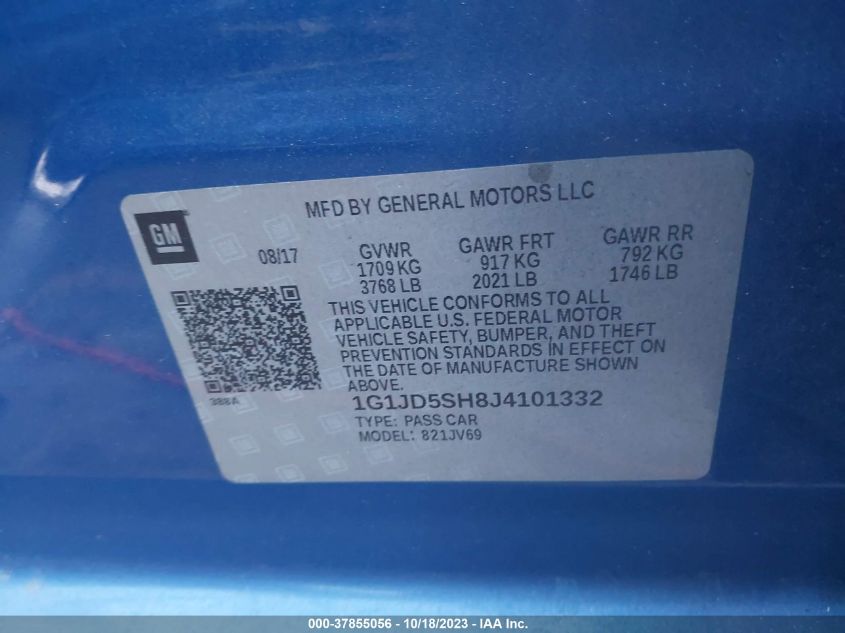 MFD BY GENERAL MOTORS LLC
GM
08/17
GVWR GAWR FRT GAWR RR
1709 KG 917 KG 792 KG
3768 LB 2021 LB 1746 LB
THIS VEHICLE CONFORMS TO ALL
APPLICABLE U.S. FEDERAL MOTOR
VEHICLE SAFETY, BUMPER, AND THEFT
PREVENTION STANDARDS IN EFFECT ON
THE DATE OF MANUFACTURE SHOWN
ABOVE.
388A
1G1JD5SH8J4101332
TYPE: PASS CAR
MODEL: 821JV69
000-37855056 - 10/18/2023 - IAA Inc.